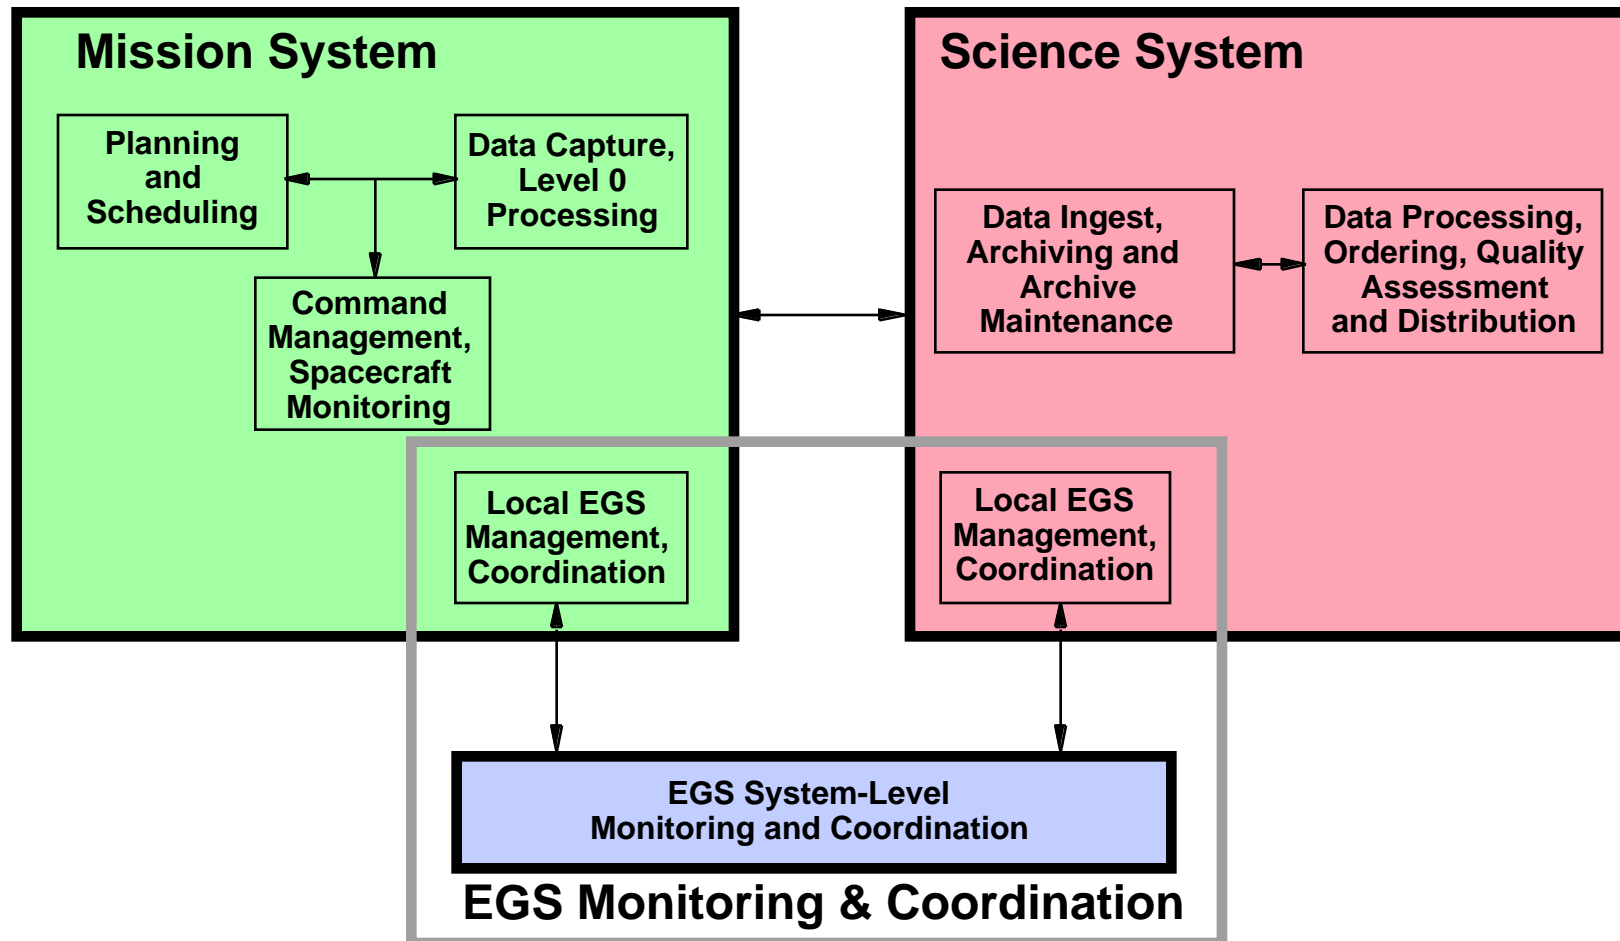 Mission System
Planning
and
Scheduling
Data Capture,
Level 0
Processing
Command
Management,
Spacecraft
Monitoring
Local EGS
Management,
Coordination
Science System
Data Ingest,
Archiving and
Archive
Maintenance
Data Processing,
Ordering, Quality
Assessment
and Distribution
Local EGS
Management,
Coordination
EGS System-Level
Monitoring and Coordination
EGS Monitoring & Coordination